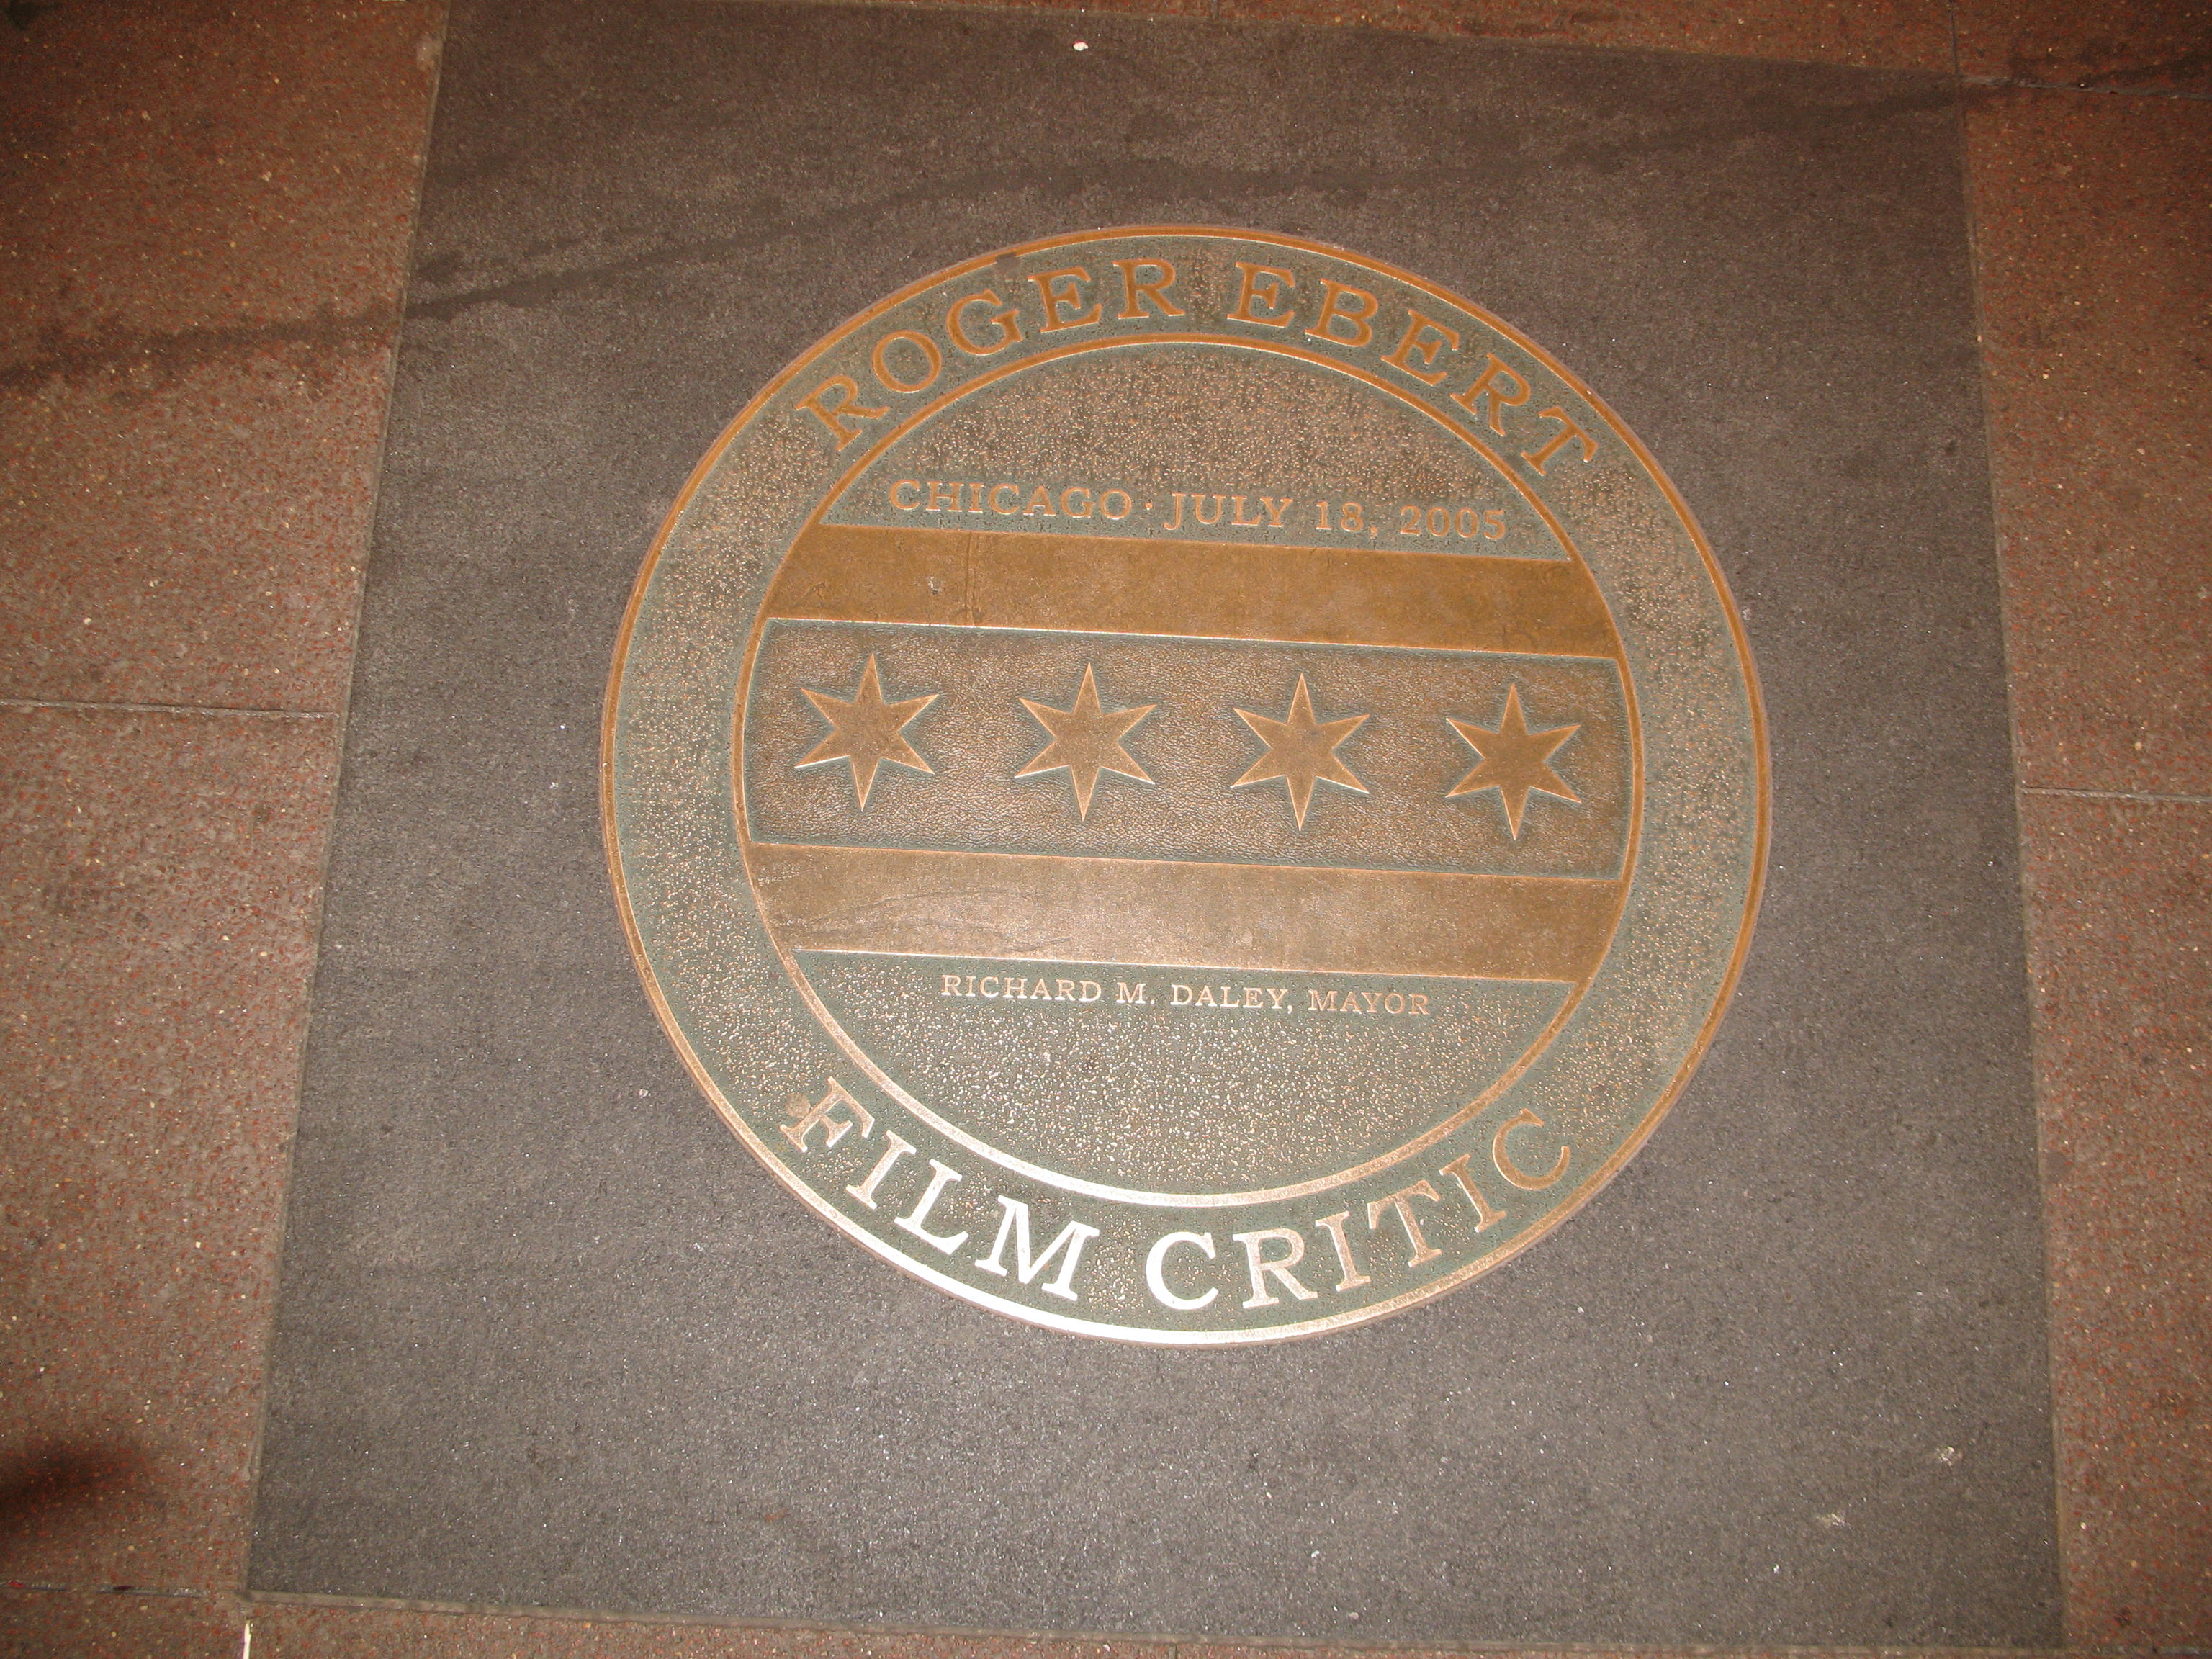 ROGER EBERT
CHICAGO · JULY 18, 2005
RICHARD M. DALEY, MAYOR
FILM CRITIC